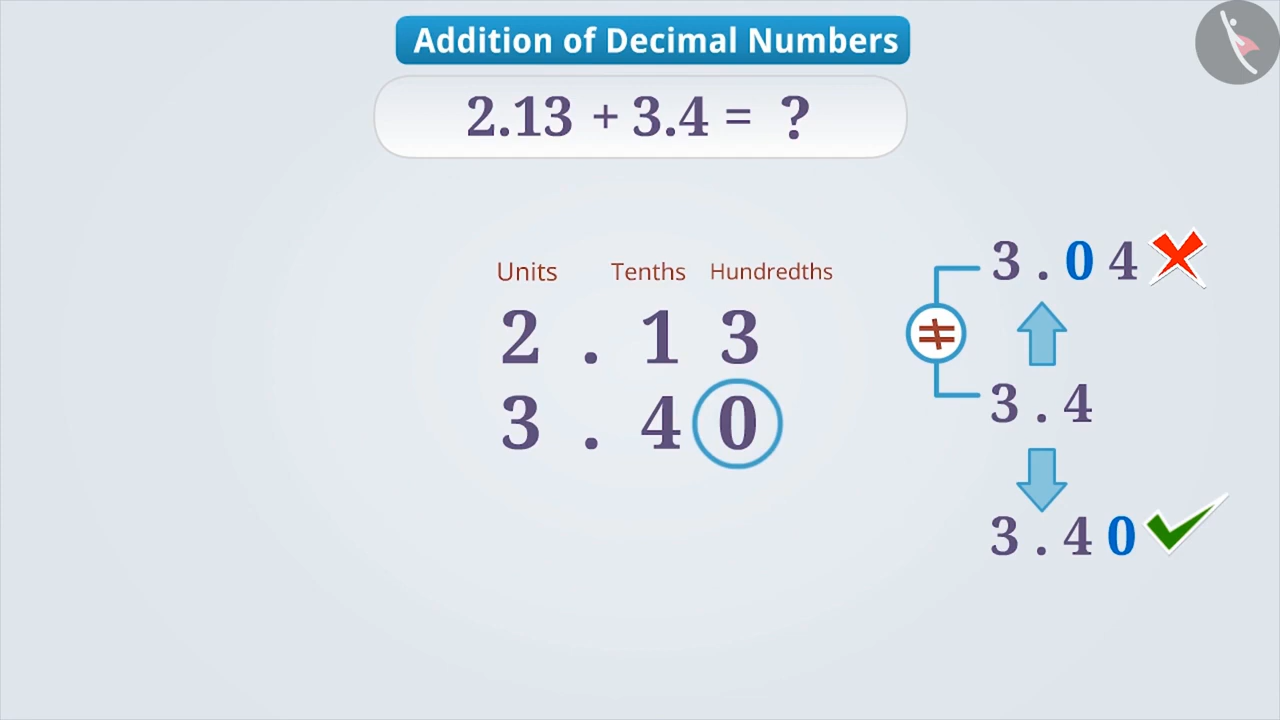 Addition of Decimal Numbers
2.13 + 3.4 = ?
Units Tenths Hundredths
2 . 1 3
3 . 4 0
3 . 0 4
≠
3 . 4
3 . 4 0